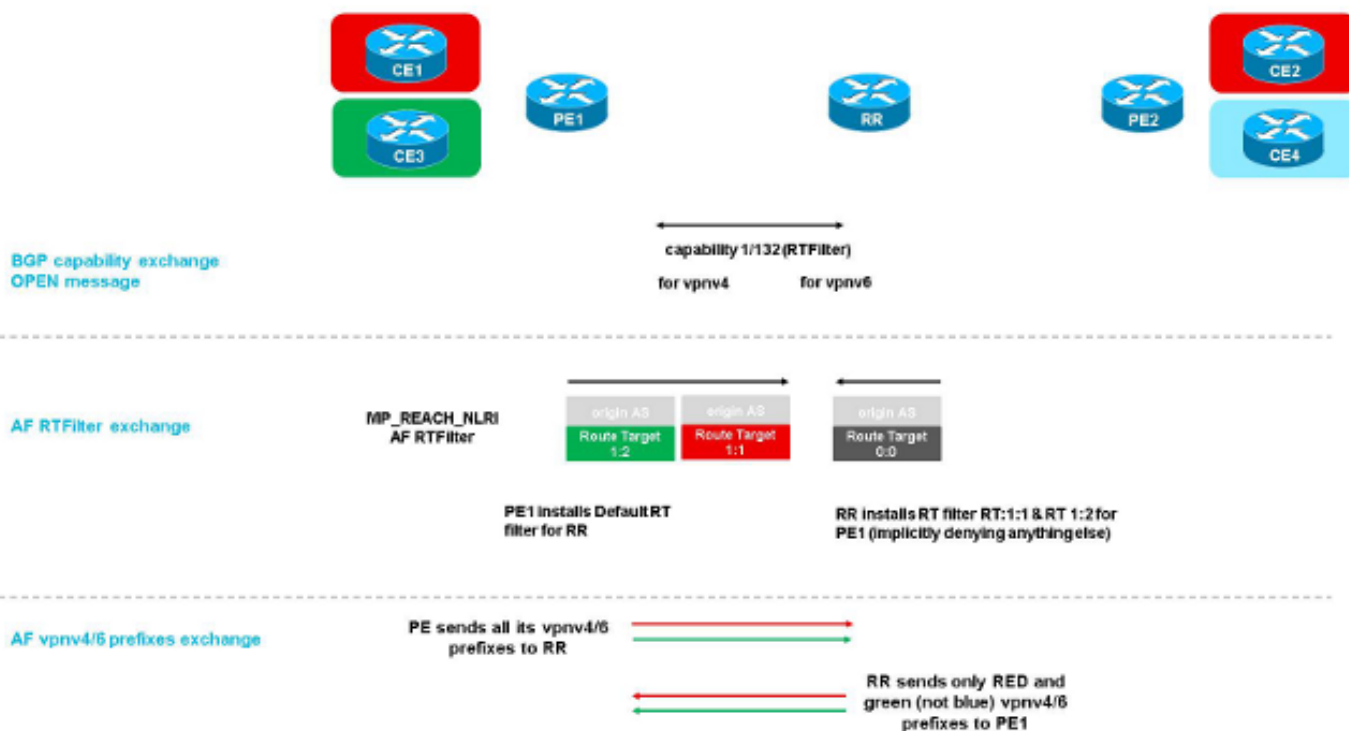 CE1
CE3
PE1
RR
PE2
CE2
CE4
BGP capability exchange
OPEN message
capability 1/132(RTFilter)
for vpnv4
for vpnv6
AF RTFilter exchange
MP_REACH_NLRI
AF RTFilter
origin AS
Route Target
1:2
origin AS
Route Target
1:1
origin AS
Route Target
0:0
PE1 installs Default RT
filter for RR
RR installs RT filter RT:1:1 & RT 1:2 for
PE1 (implicitly denying anything else)
AF vpnv4/6 prefixes exchange
PE sends all its vpnv4/6
prefixes to RR
RR sends only RED and
green (not blue) vpnv4/6
prefixes to PE1